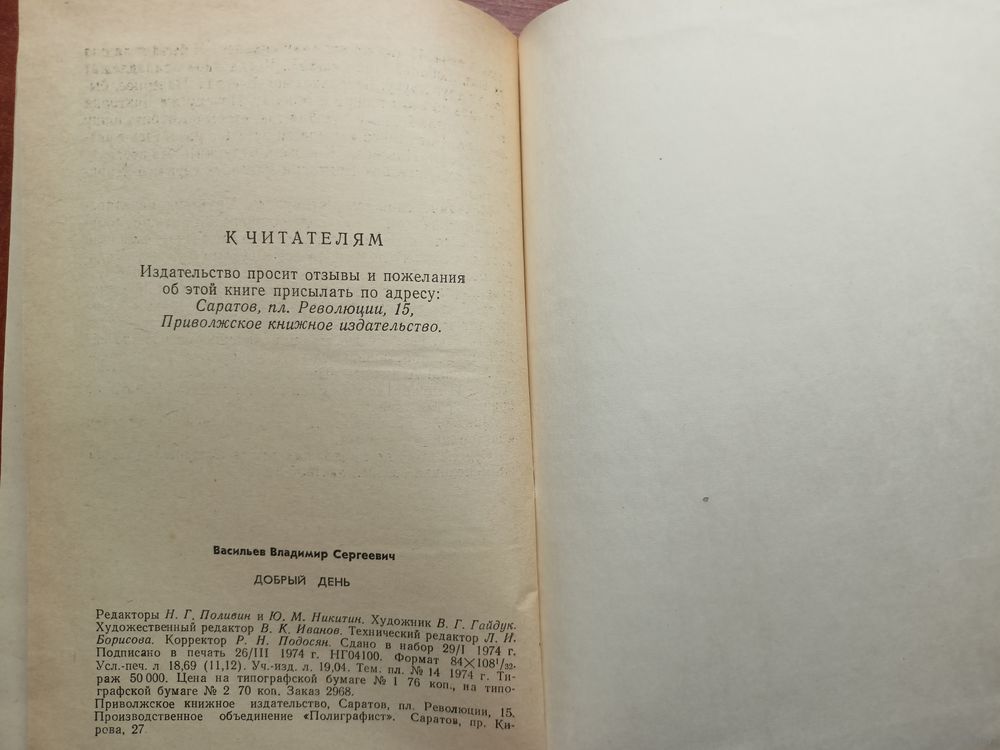 К ЧИТАТЕЛЯМ
Издательство просит отзывы и пожелания
об этой книге присылать по адресу:
Саратов, пл. Революции, 15,
Приволжское книжное издательство.
Васильев Владимир Сергеевич
ДОБРЫЙ ДЕНЬ
Редакторы Н. Г. Поливин и Ю. М. Никитин. Художник В. Г. Гайдук.
Художественный редактор В. К. Иванов. Технический редактор Л. И.
Борисова. Корректор Р. Н. Подосян. Сдано в набор 29/I 1974 г.
Подписано в печать 26/III 1974 г. НГ04100. Формат 84×108¹/₃₂.
Усл.-печ. л 18,69 (11,12). Уч.-изд. л. 19,04. Тем. пл. № 14 1974 г. Ти-
раж 50 000. Цена на типографской бумаге № 1 76 коп., на типо-
графской бумаге № 2 70 коп. Заказ 2968.
Приволжское книжное издательство, Саратов, пл. Революции, 15.
Производственное объединение «Полиграфист». Саратов, пр. Ки-
рова, 27